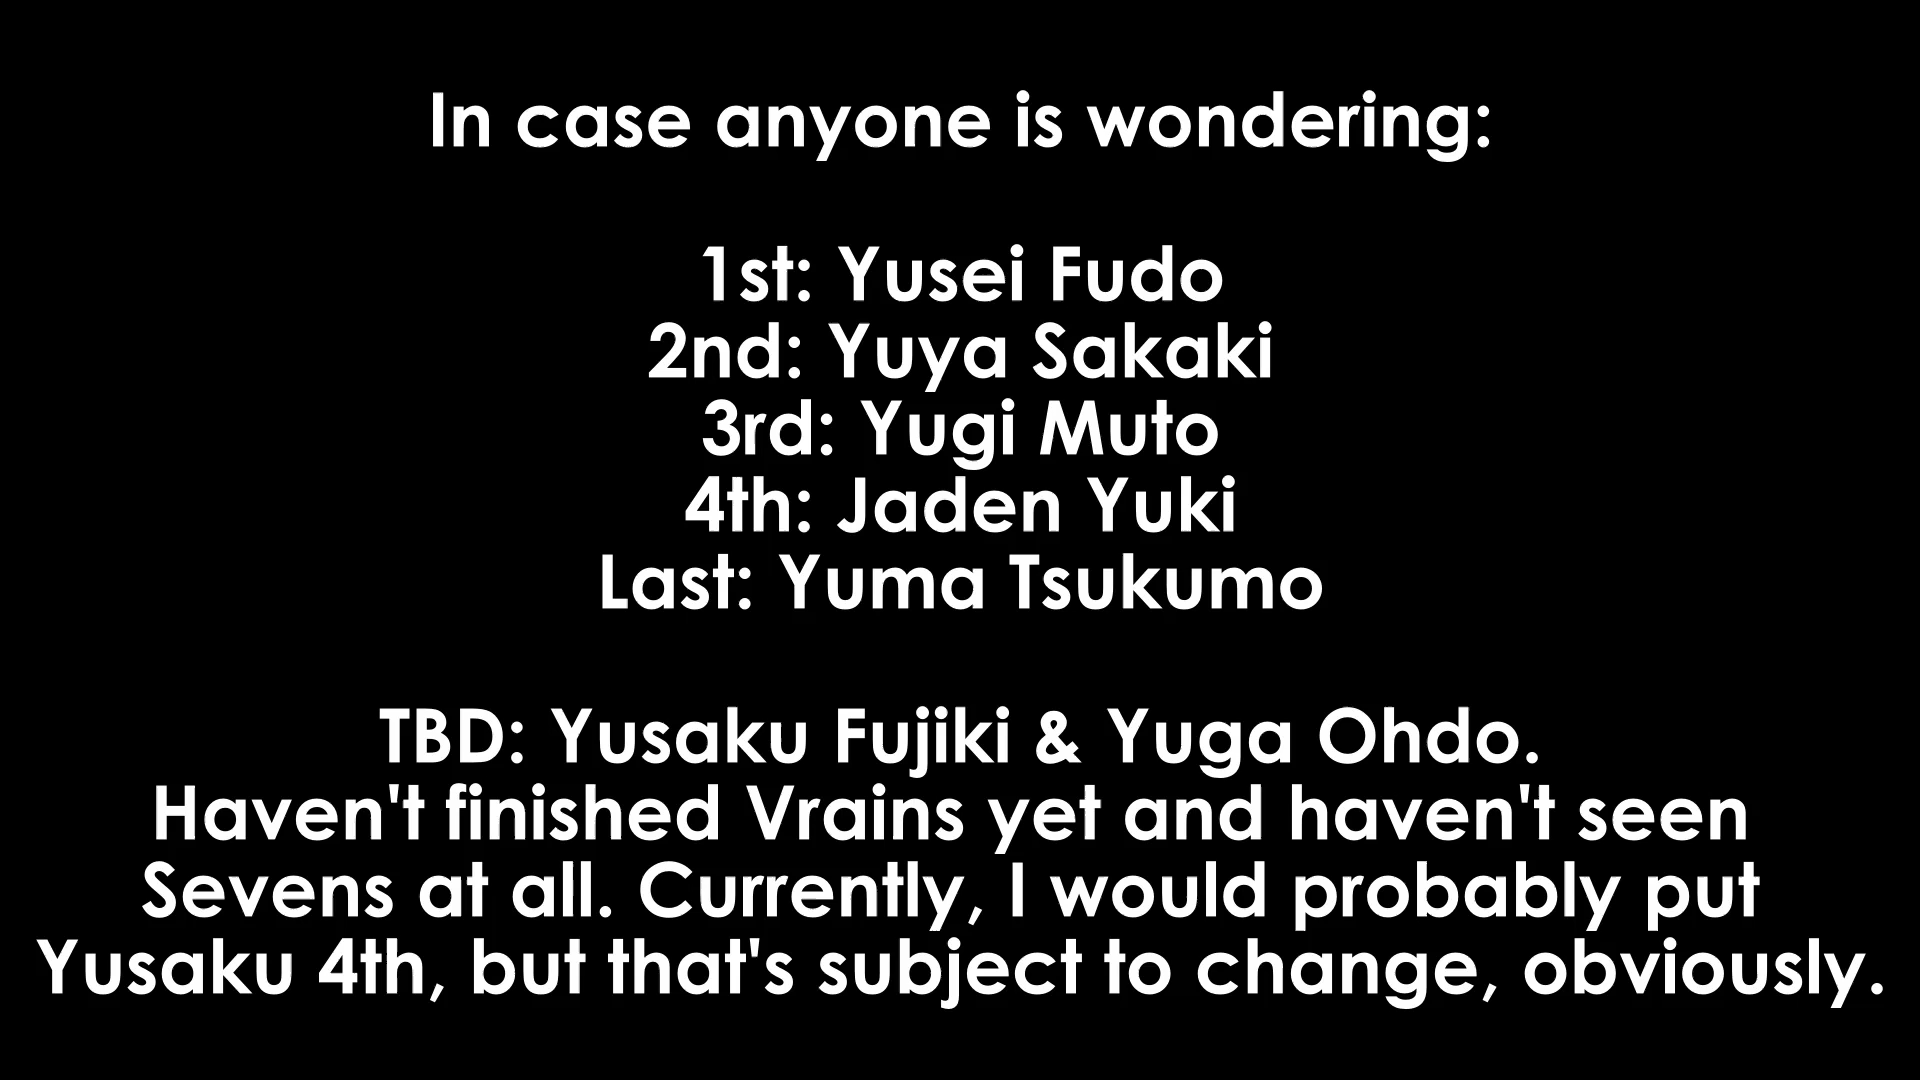 In case anyone is wondering:
1st: Yusei Fudo
2nd: Yuya Sakaki
3rd: Yugi Muto
4th: Jaden Yuki
Last: Yuma Tsukumo
TBD: Yusaku Fujiki & Yuga Ohdo.
Haven't finished Vrains yet and haven't seen
Sevens at all. Currently, I would probably put
Yusaku 4th, but that's subject to change, obviously.